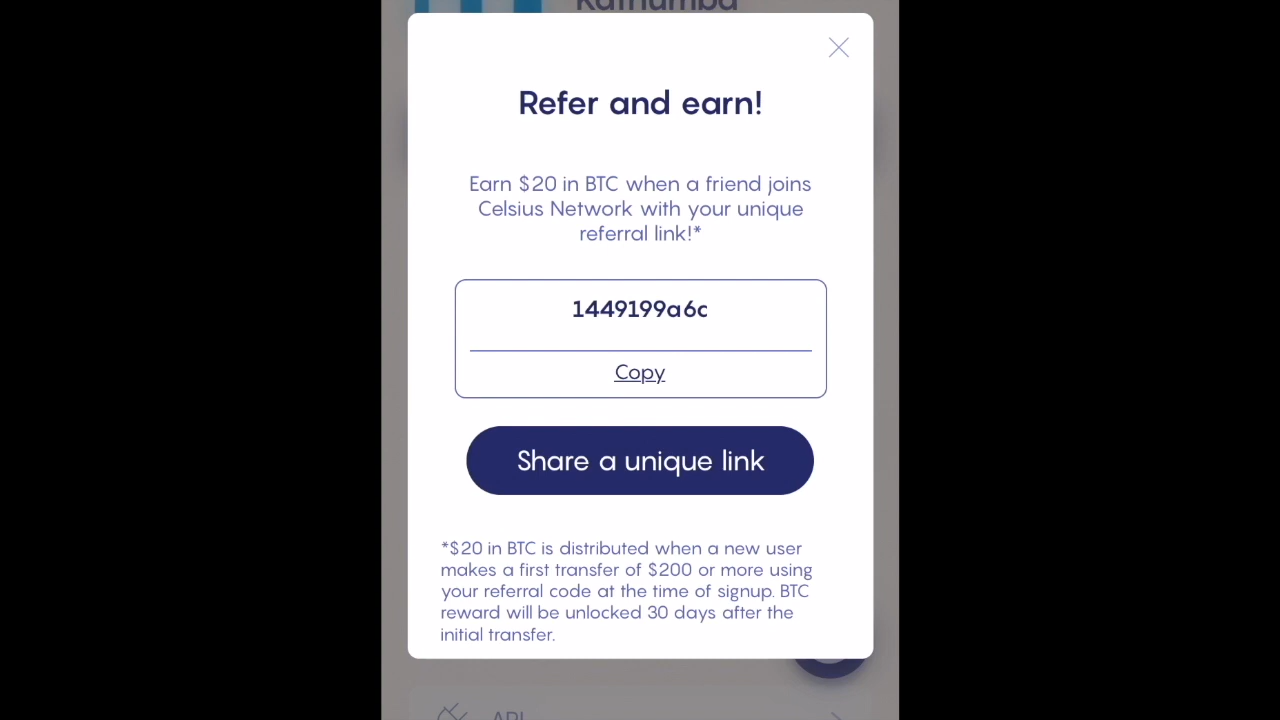 Refer and earn!
Earn $20 in BTC when a friend joins
Celsius Network with your unique
referral link!*
1449199a6c
Copy
Share a unique link
*$20 in BTC is distributed when a new user
makes a first transfer of $200 or more using
your referral code at the time of signup. BTC
reward will be unlocked 30 days after the
initial transfer.
API